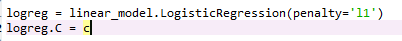 logreg = linear_model.LogisticRegression(penalty='l1')
logreg.C = c